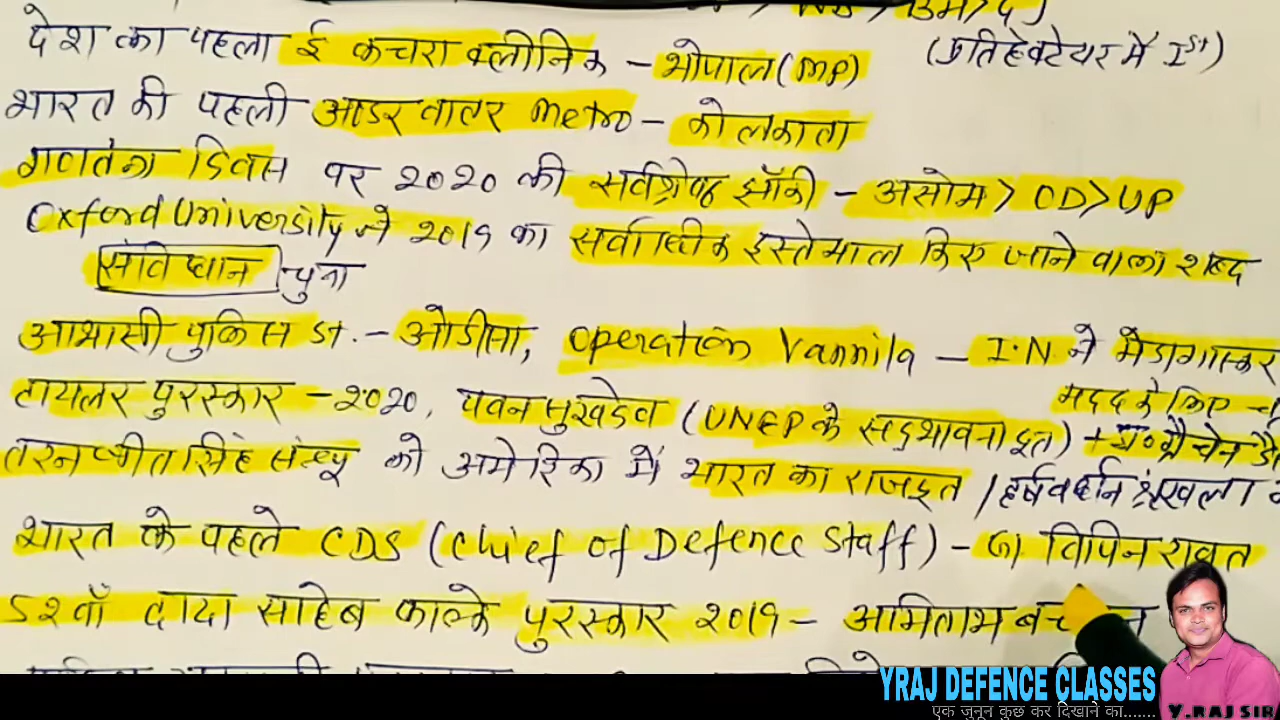 देश का पहला ई कचरा क्लीनिक - भोपाल (MP) (प्रतिहेक्टेयर में Ist)
भारत की पहली अंडर वाटर metro - कोलकाता
गणतंत्र दिवस पर 2020 की सर्वश्रेष्ठ झाँकी - असोम > OD > UP
Oxford University ने 2019 का सर्वाधिक इस्तेमाल किए जाने वाला शब्द
संविधान चुना
आभासी पुलिस स्टे. - ओडीसा, Operation Vannila - I.N ने मैडागास्कर
मदद के लिए
टायलर पुरस्कार - 2020, पवन सुखदेव (UNEP के सद्भावना दूत) + ग्रैचेन
तरनजीत सिंह संन्धू को अमेरिका में भारत का राजदूत / हर्षवर्धन श्रृंखला
भारत के पहले CDS (Chief of Defence Staff) - G विपिन रावत
52वाँ दादा साहेब फाल्के पुरस्कार 2019 - अमिताभ बच्चन
YRAJ DEFENCE CLASSES
एक जुनून कुछ कर दिखाने का.......
Y.RAJ SIR